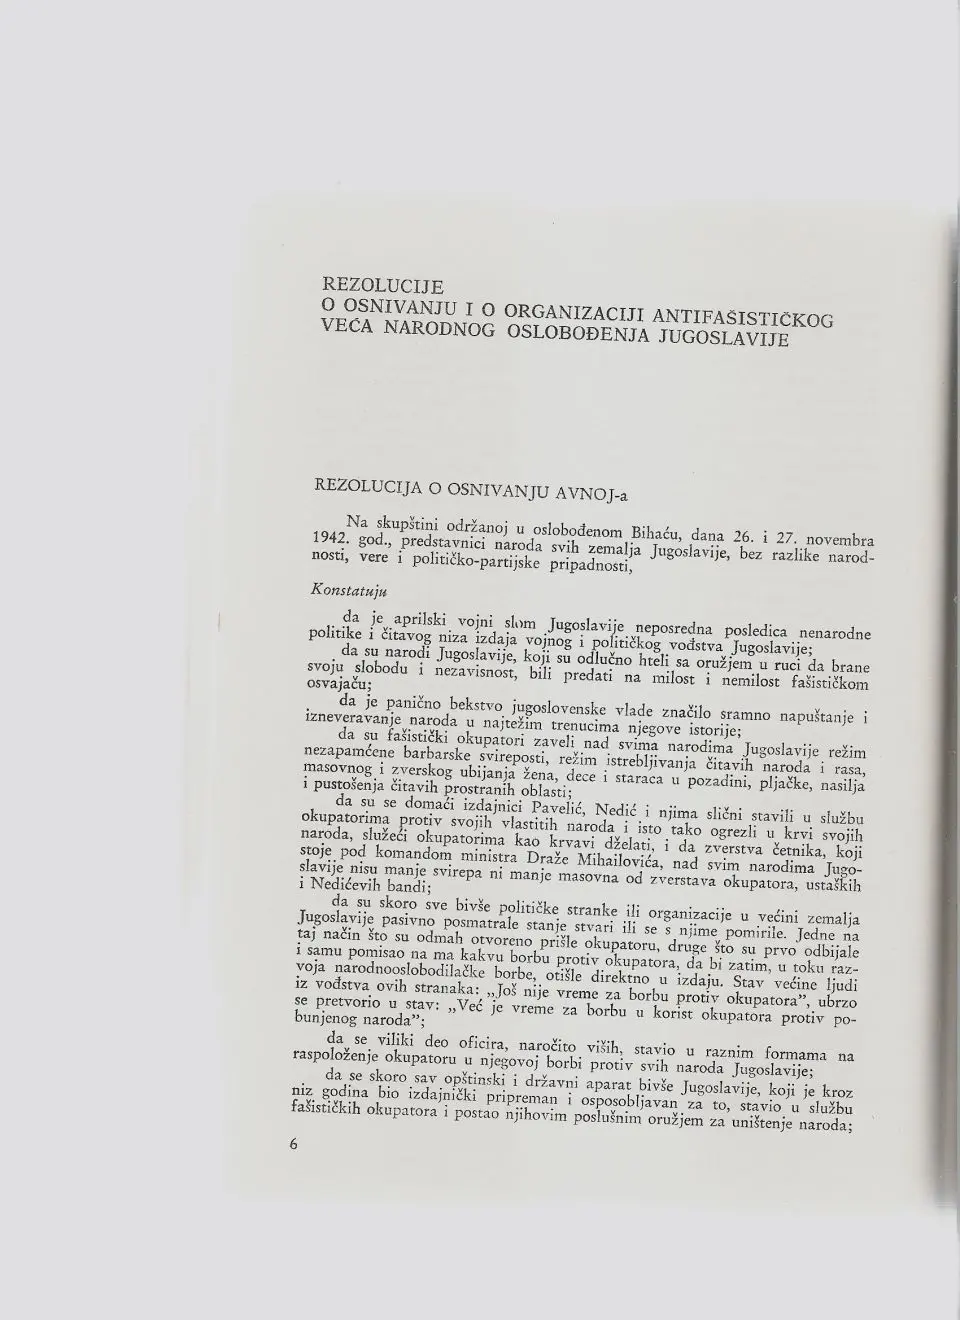 REZOLUCIJE
O OSNIVANJU I O ORGANIZACIJI ANTIFAŠISTIČKOG
VEĆA NARODNOG OSLOBOĐENJA JUGOSLAVIJE
REZOLUCIJA O OSNIVANJU AVNOJ-a
Na skupštini održanoj u oslobođenom Bihaću, dana 26. i 27. novembra
1942. god., predstavnici naroda svih zemalja Jugoslavije, bez razlike narod-
nosti, vere i političko-partijske pripadnosti,
Konstatuju
da je aprilski vojni slom Jugoslavije neposredna posledica nenarodne
politike i čitavog niza izdaja vojnog i političkog vođstva Jugoslavije;
da su narodi Jugoslavije, koji su odlučno hteli sa oružjem u ruci da brane
svoju slobodu i nezavisnost, bili predati na milost i nemilost fašističkom
osvajaču;
da je panično bekstvo jugoslovenske vlade značilo sramno napuštanje i
izneveravanje naroda u najtežim trenucima njegove istorije;
da su fašistički okupatori zaveli nad svima narodima Jugoslavije režim
nezapamćene barbarske svireposti, režim istrebljivanja čitavih naroda i rasa,
masovnog i zverskog ubijanja žena, dece i staraca u pozadini, pljačke, nasilja
i pustošenja čitavih prostranih oblasti;
da su se domaći izdajnici Pavelić, Nedić i njima slični stavili u službu
okupatorima protiv svojih vlastitih naroda i isto tako ogrezli u krvi svojih
naroda, služeći okupatorima kao krvavi dželati, i da zverstva četnika, koji
stoje pod komandom ministra Draže Mihailovića, nad svim narodima Jugo-
slavije nisu manje svirepa ni manje masovna od zverstava okupatora, ustaških
i Nedićevih bandi;
da su skoro sve bivše političke stranke ili organizacije u većini zemalja
Jugoslavije pasivno posmatrale stanje stvari ili se s njime pomirile. Jedne na
taj način što su odmah otvoreno prišle okupatoru, druge što su prvo odbijale
i samu pomisao na ma kakvu borbu protiv okupatora, da bi zatim, u toku raz-
voja narodnooslobodilačke borbe, otišle direktno u izdaju. Stav većine ljudi
iz vođstva ovih stranaka: „Još nije vreme za borbu protiv okupatora”, ubrzo
se pretvorio u stav: „Već je vreme za borbu u korist okupatora protiv po-
bunjenog naroda”;
da se viliki deo oficira, naročito viših, stavio u raznim formama na
raspoloženje okupatoru u njegovoj borbi protiv svih naroda Jugoslavije;
da se skoro sav opštinski i državni aparat bivše Jugoslavije, koji je kroz
niz godina bio izdajnički pripreman i osposobljavan za to, stavio u službu
fašističkih okupatora i postao njihovim poslušnim oružjem za uništenje naroda;
6